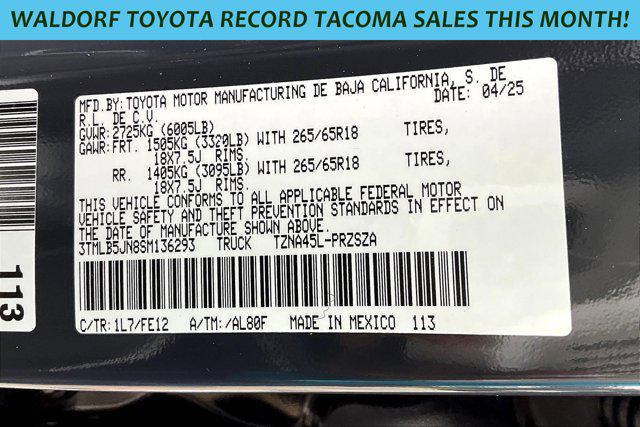 WALDORF TOYOTA RECORD TACOMA SALES THIS MONTH!
MFD.BY:TOYOTA MOTOR MANUFACTURING DE BAJA CALIFORNIA, S. DE
R.L. DE C.V. DATE: 04/25
GVWR:2725KG (6005LB)
GAWR:FRT. 1505KG (3320LB) WITH 265/65R18 TIRES,
18X7.5J RIMS.
RR. 1405KG (3095LB) WITH 265/65R18 TIRES,
18X7.5J RIMS.
THIS VEHICLE CONFORMS TO ALL APPLICABLE FEDERAL MOTOR
VEHICLE SAFETY AND THEFT PREVENTION STANDARDS IN EFFECT ON
THE DATE OF MANUFACTURE SHOWN ABOVE.
3TMLB5JN8SM136293 TRUCK TZNA45L-PRZSZA
C/TR:1L7/FE12 A/TM:/AL80F MADE IN MEXICO 113
113